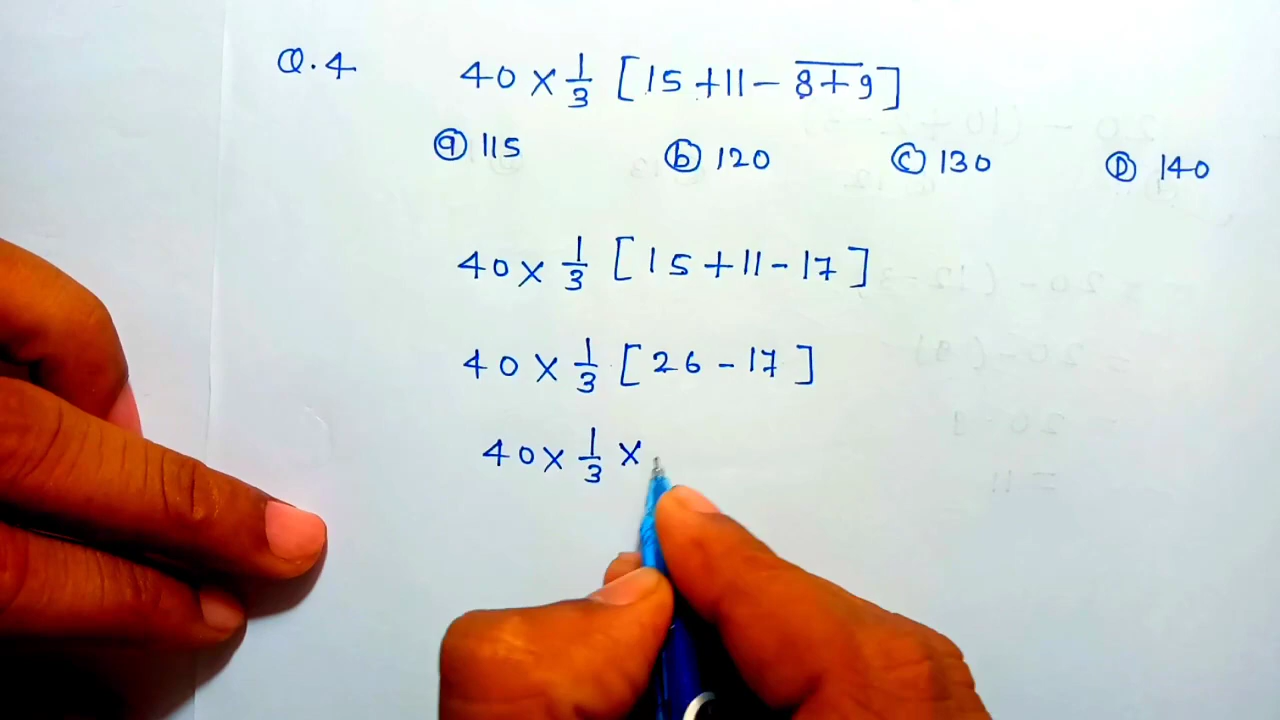 Q.4 40 × 1/3 [15 + 11 − 8̅ ̅+̅ ̅9̅]
ⓐ 115 ⓑ 120 ⓒ 130 Ⓓ 140
40 × 1/3 [15 + 11 − 17]
40 × 1/3 [26 − 17]
40 × 1/3 ×